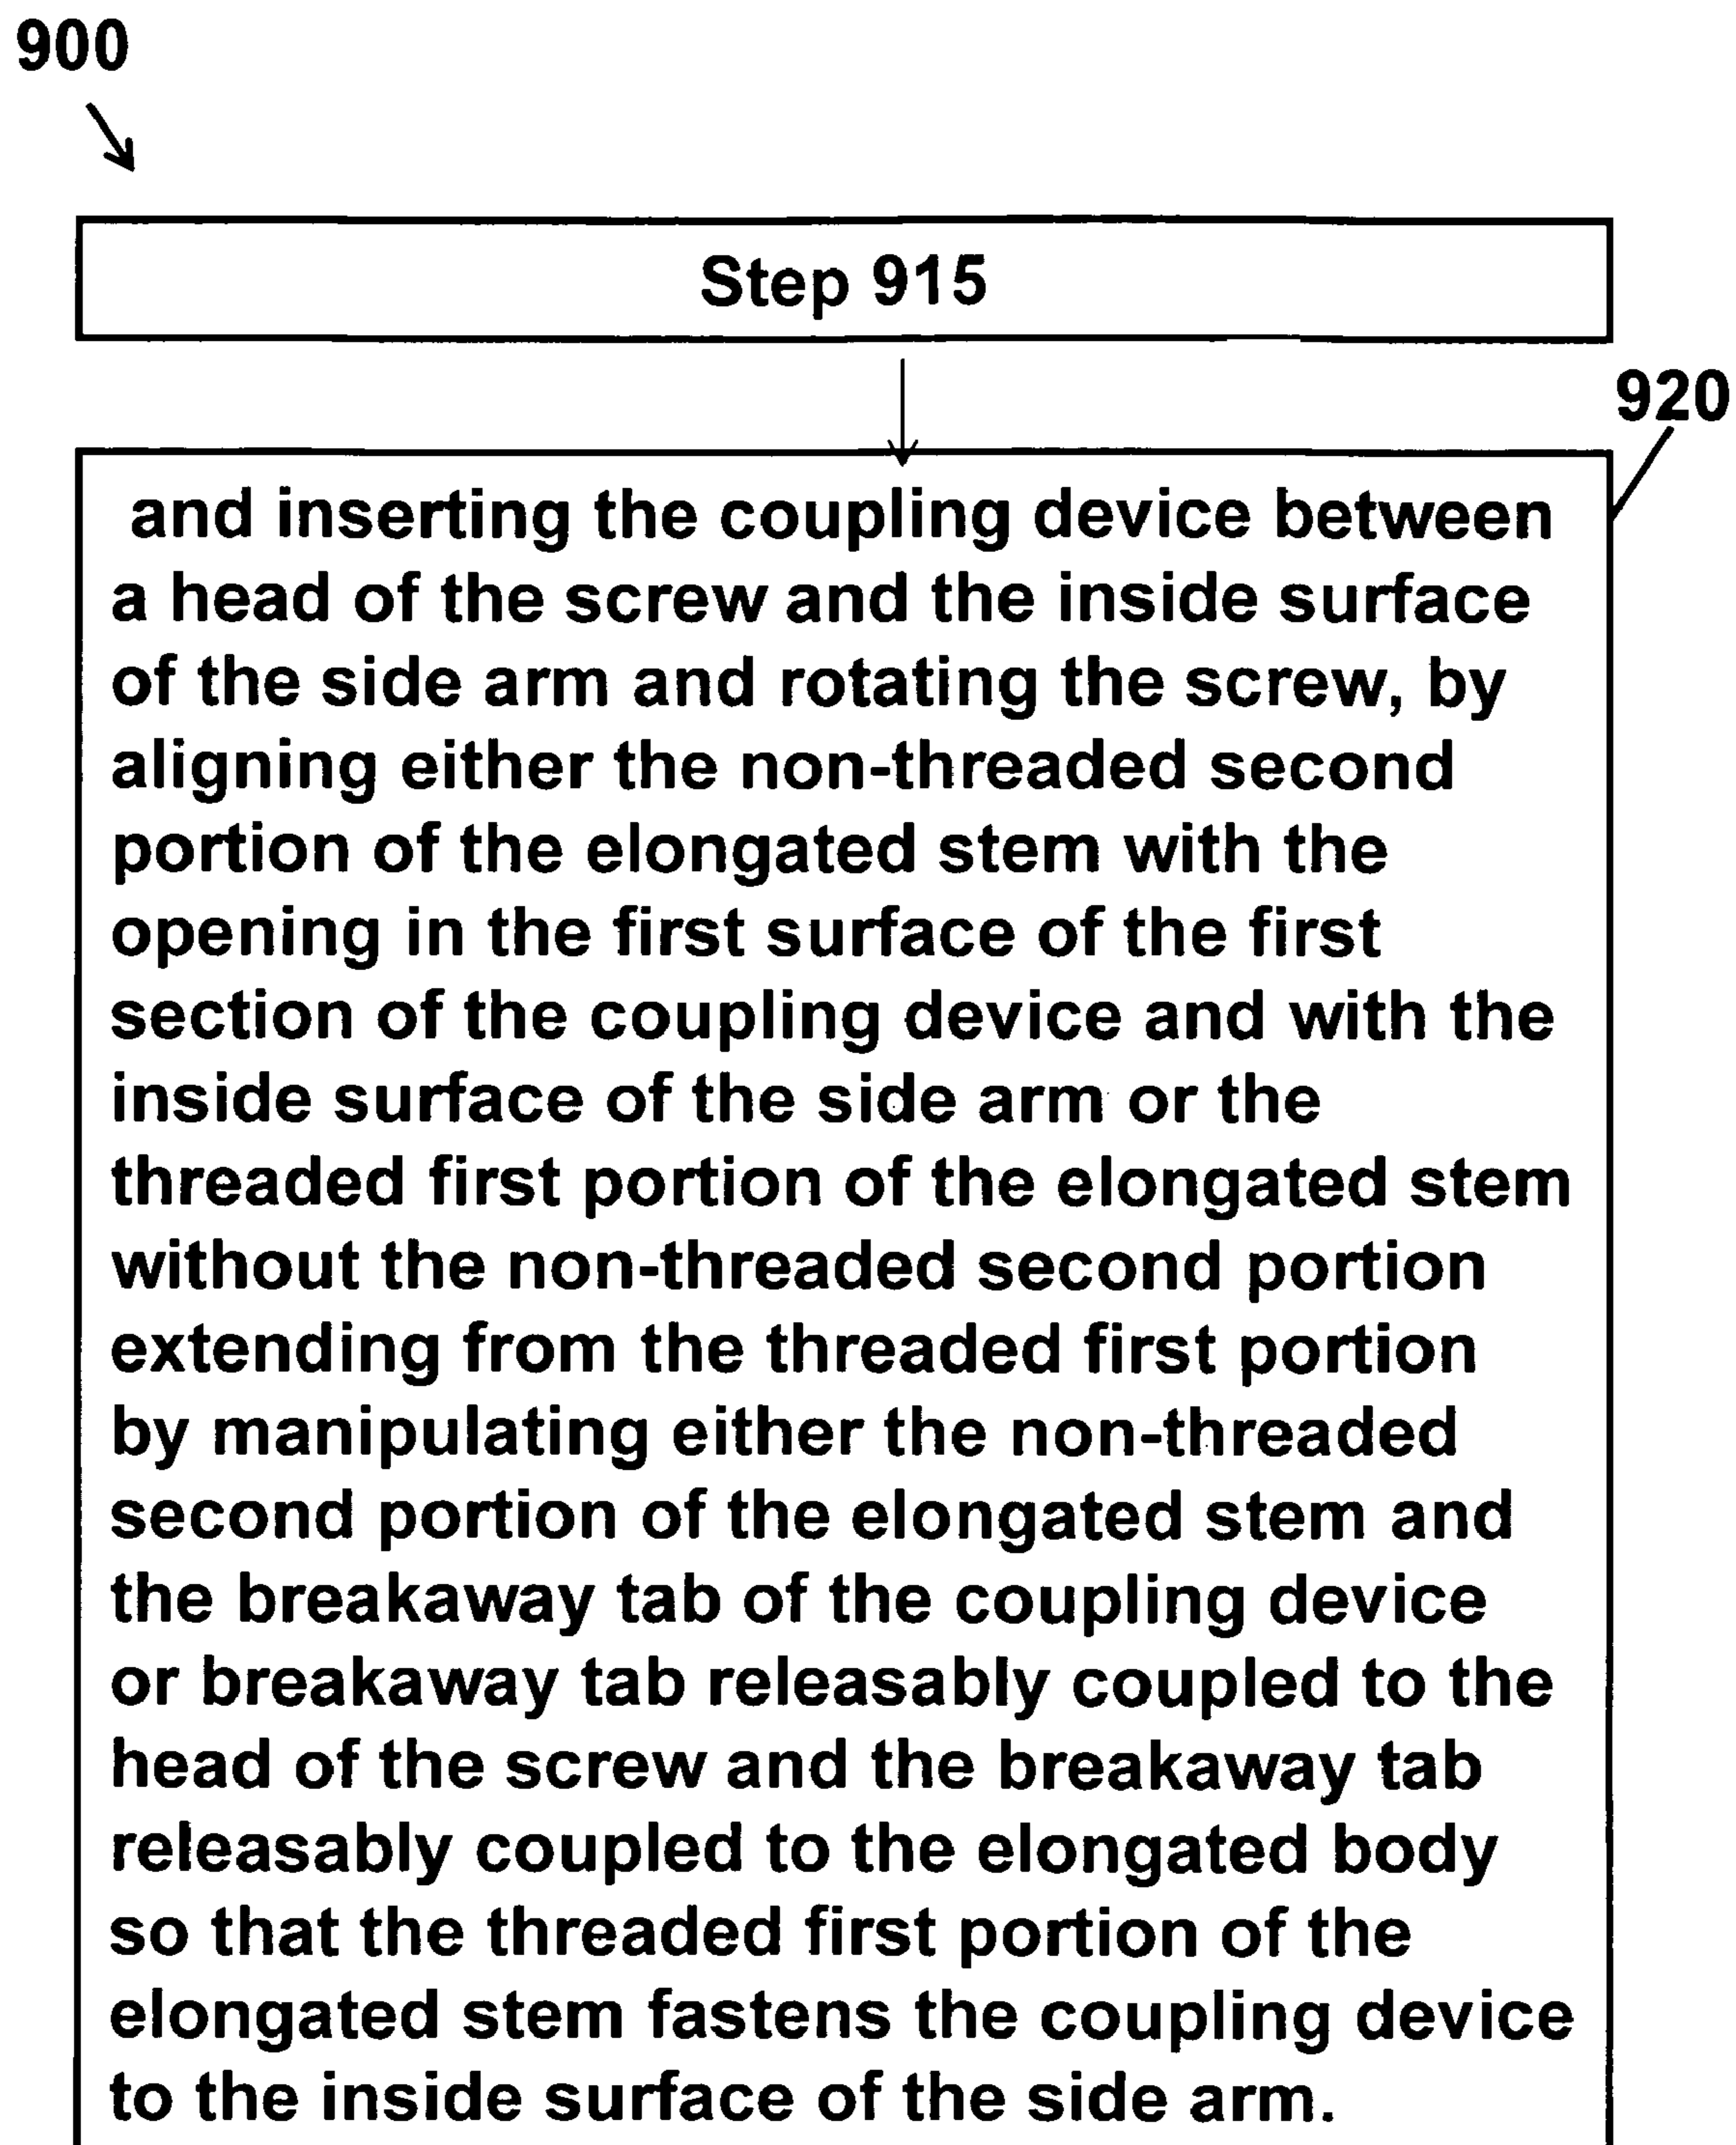 900
Step 915
920
and inserting the coupling device between
a head of the screw and the inside surface
of the side arm and rotating the screw, by
aligning either the non-threaded second
portion of the elongated stem with the
opening in the first surface of the first
section of the coupling device and with the
inside surface of the side arm or the
threaded first portion of the elongated stem
without the non-threaded second portion
extending from the threaded first portion
by manipulating either the non-threaded
second portion of the elongated stem and
the breakaway tab of the coupling device
or breakaway tab releasably coupled to the
head of the screw and the breakaway tab
releasably coupled to the elongated body
so that the threaded first portion of the
elongated stem fastens the coupling device
to the inside surface of the side arm.